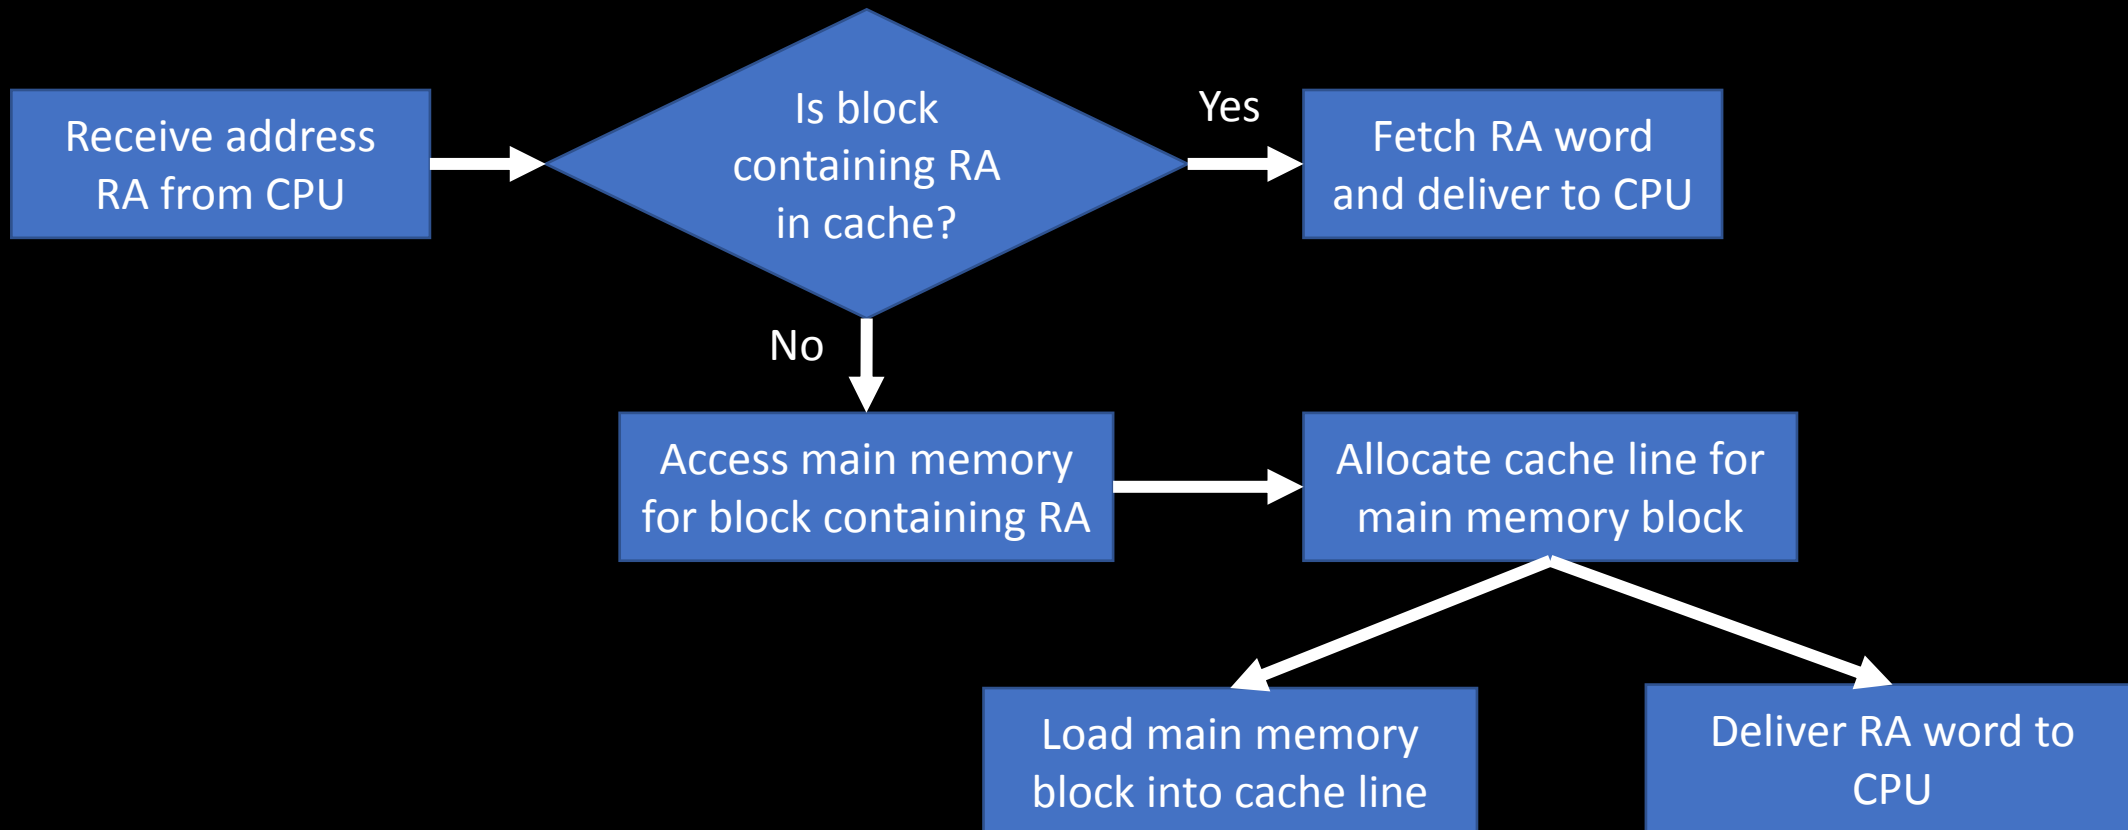 Receive address
RA from CPU
Is block
containing RA
in cache?
Yes
Fetch RA word
and deliver to CPU
No
Access main memory
for block containing RA
Allocate cache line for
main memory block
Load main memory
block into cache line
Deliver RA word to
CPU